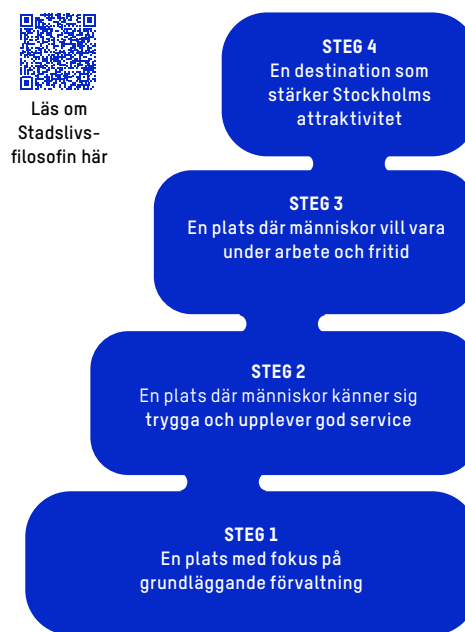 Läs om
Stadslivs-
filosofin här
STEG 4
En destination som
stärker Stockholms
attraktivitet
STEG 3
En plats där människor vill vara
under arbete och fritid
STEG 2
En plats där människor känner sig
trygga och upplever god service
STEG 1
En plats med fokus på
grundläggande förvaltning